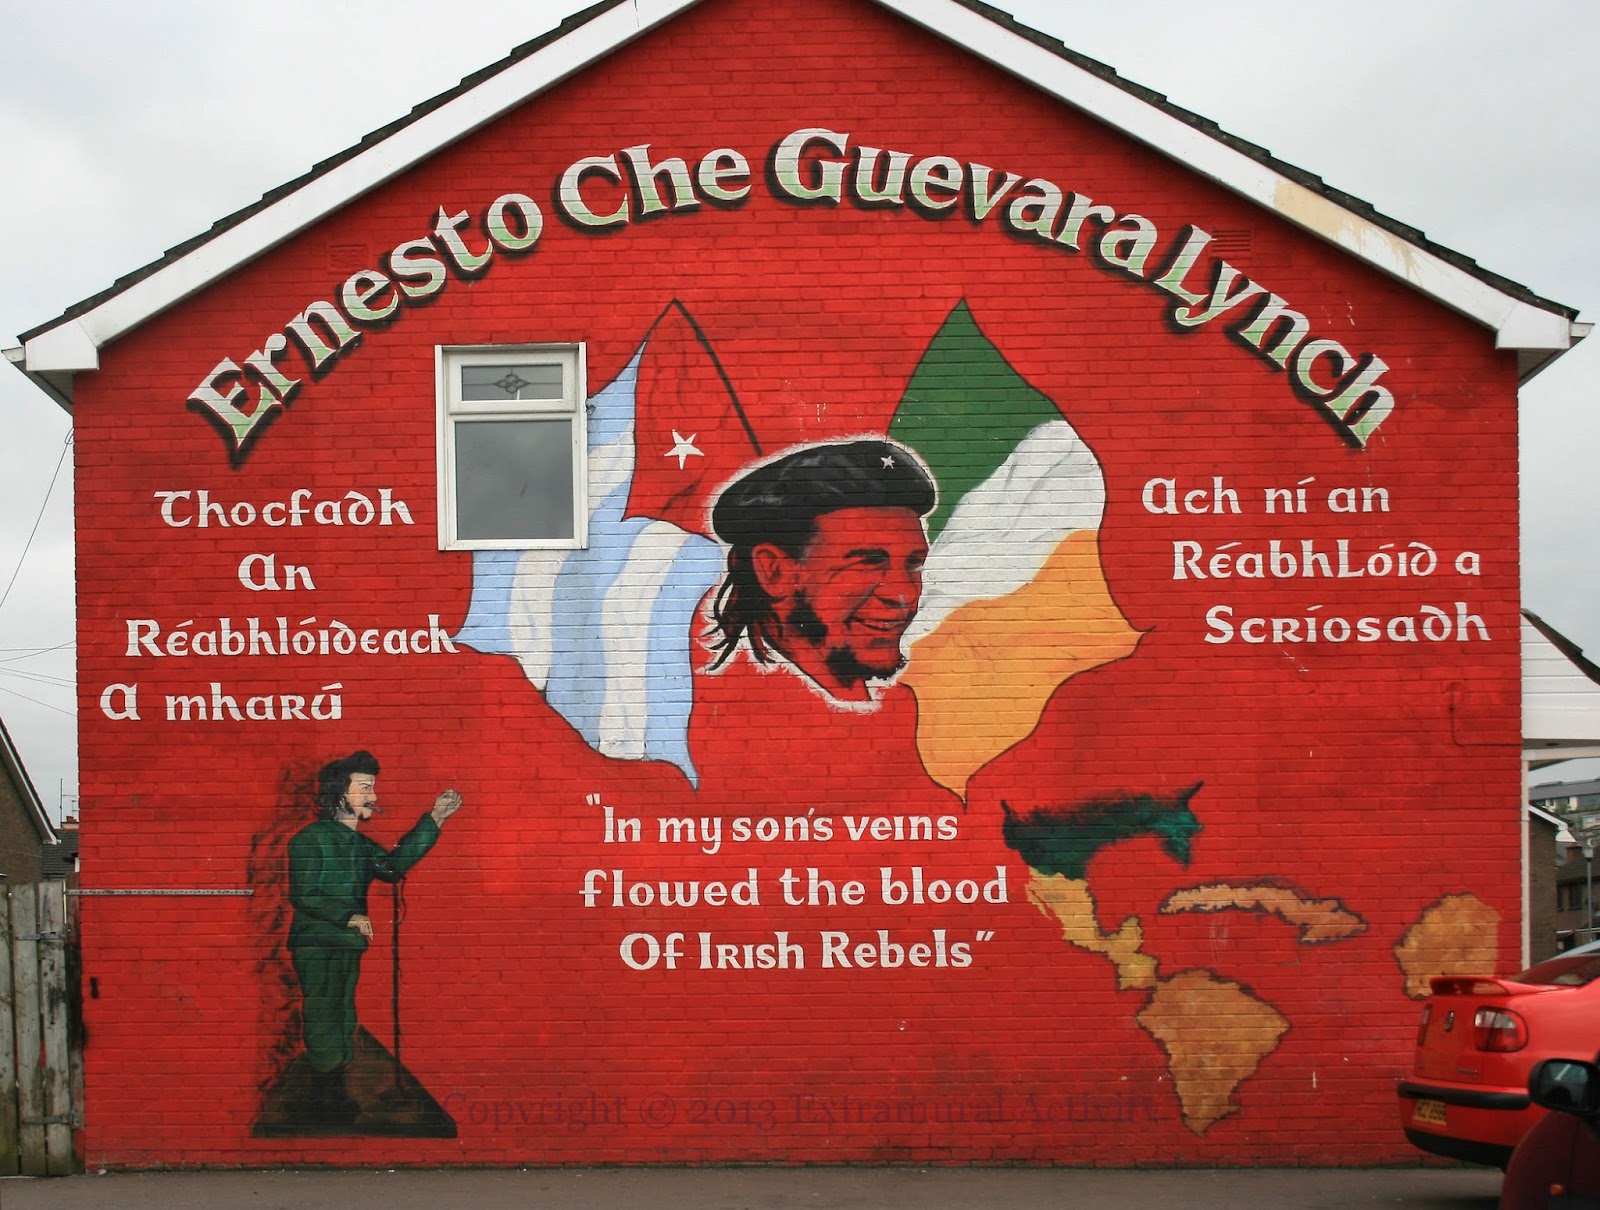 Ernesto Che Guevara Lynch
Thocfadh
An
Réabhlóideach
A mharú
Ach ní an
Réabhlóid a
Scríosadh
"In my son's veins
flowed the blood
Of Irish Rebels"
Copyright © 2013 Extramural Activity